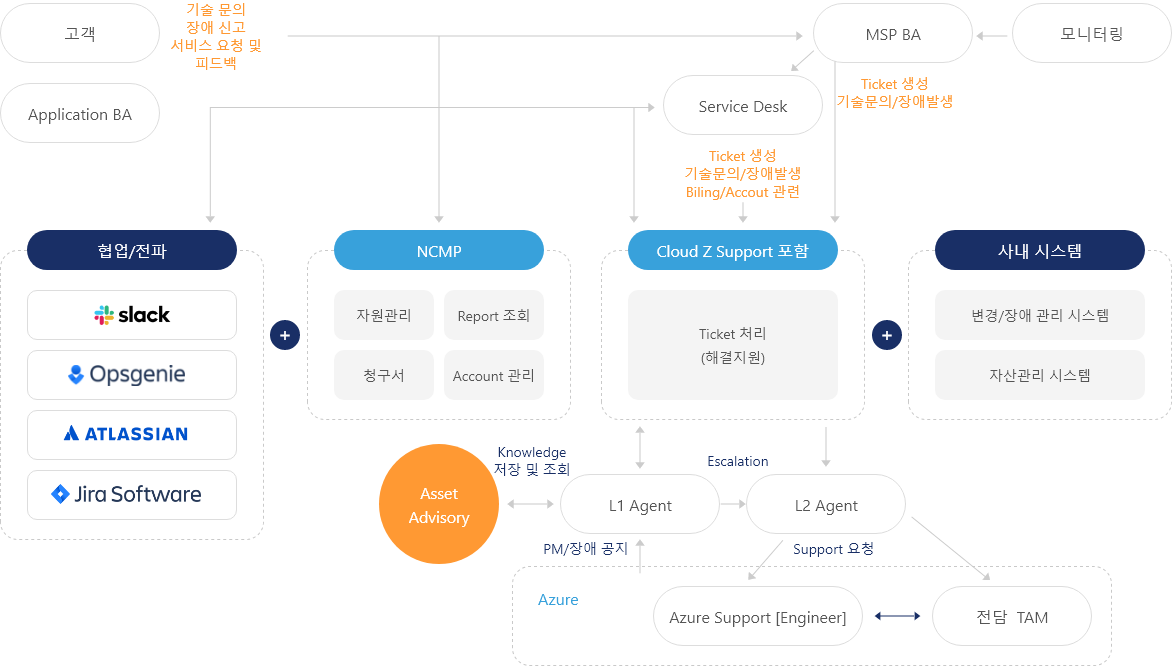 고객
기술 문의
장애 신고
서비스 요청 및
피드백
MSP BA
모니터링
Application BA
Service Desk
Ticket 생성
기술문의/장애발생
Ticket 생성
기술문의/장애발생
Biling/Accout 관련
협업/전파
slack
Opsgenie
ATLASSIAN
Jira Software
+
NCMP
자원관리
Report 조회
청구서
Account 관리
Cloud Z Support 포함
Ticket 처리
(해결지원)
+
사내 시스템
변경/장애 관리 시스템
자산관리 시스템
Asset
Advisory
Knowledge
저장 및 조회
L1 Agent
Escalation
L2 Agent
PM/장애 공지
Support 요청
Azure
Azure Support [Engineer]
전담 TAM